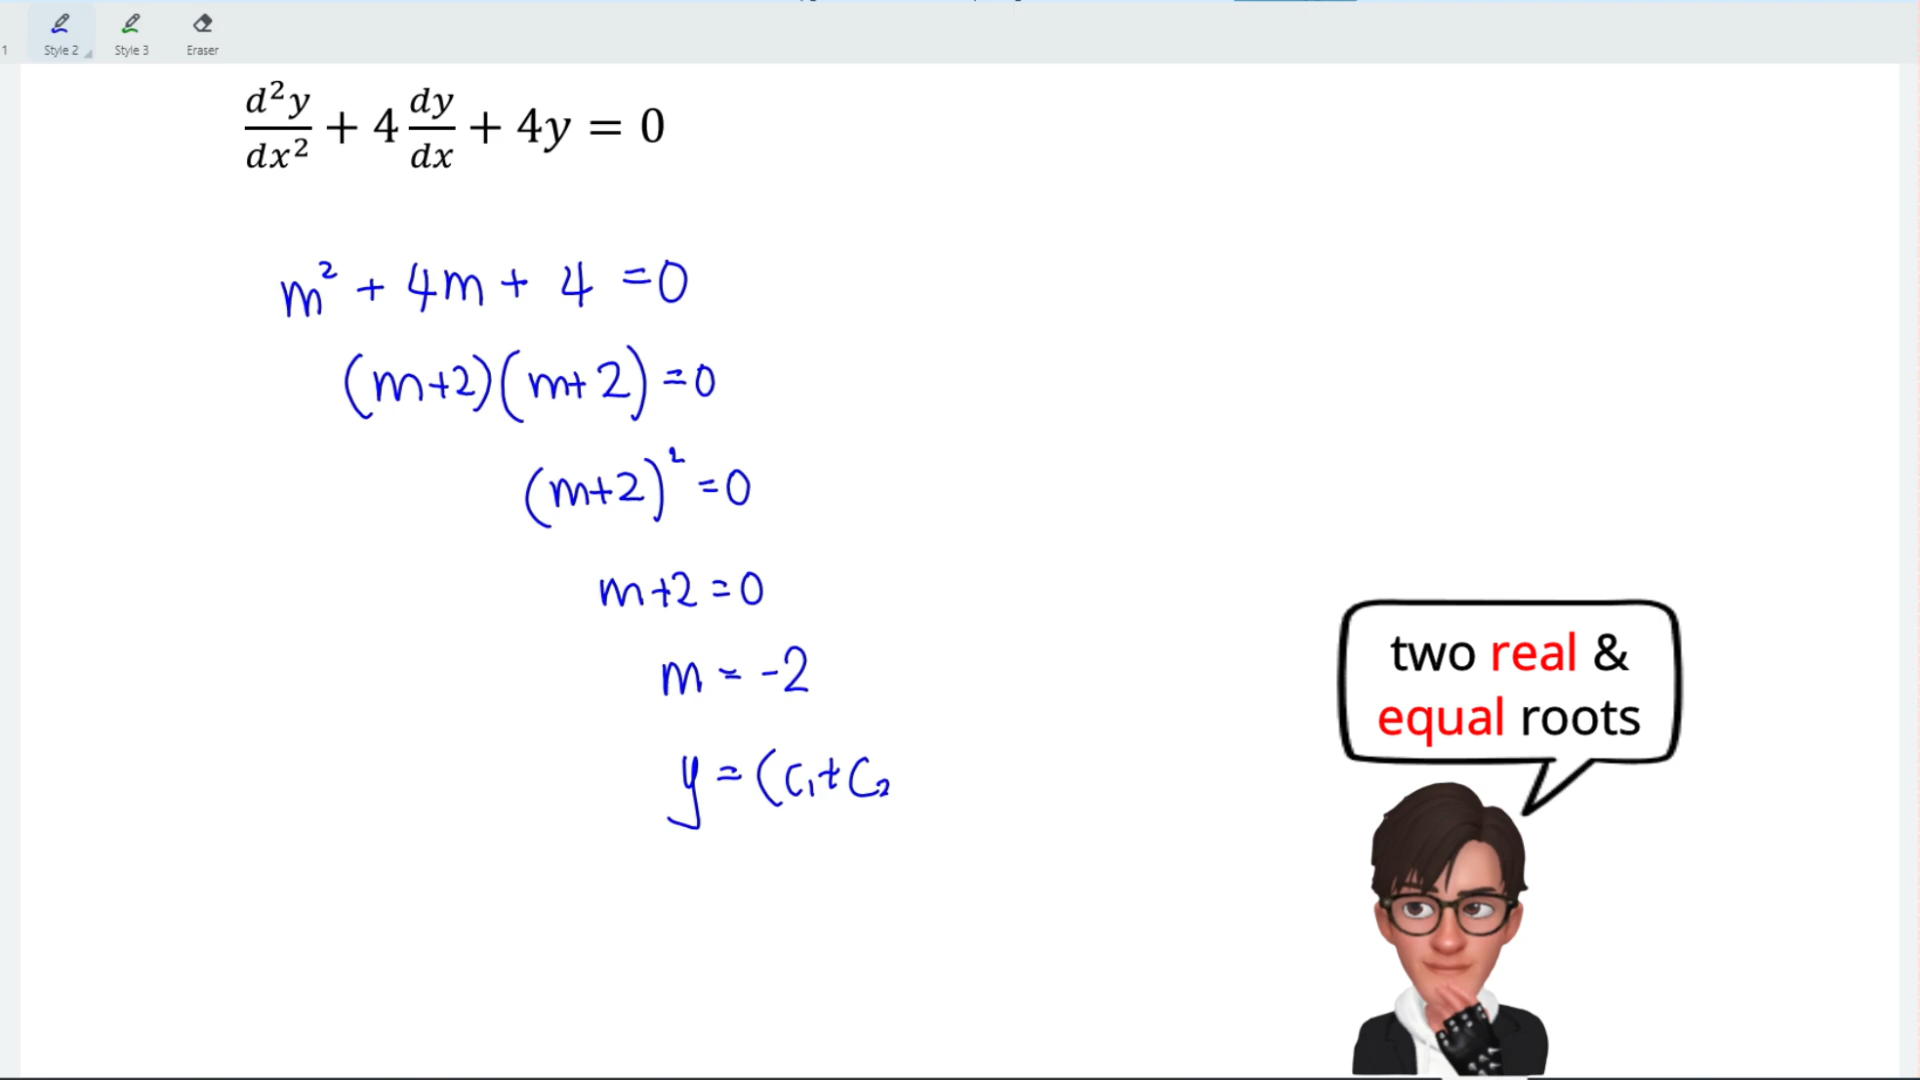 1 Style 2 Style 3 Eraser
d²y/dx² + 4 dy/dx + 4y = 0
m² + 4m + 4 = 0
(m+2)(m+2) = 0
(m+2)² = 0
m+2 = 0
m = -2
y = (C₁+C₂
two real &
equal roots